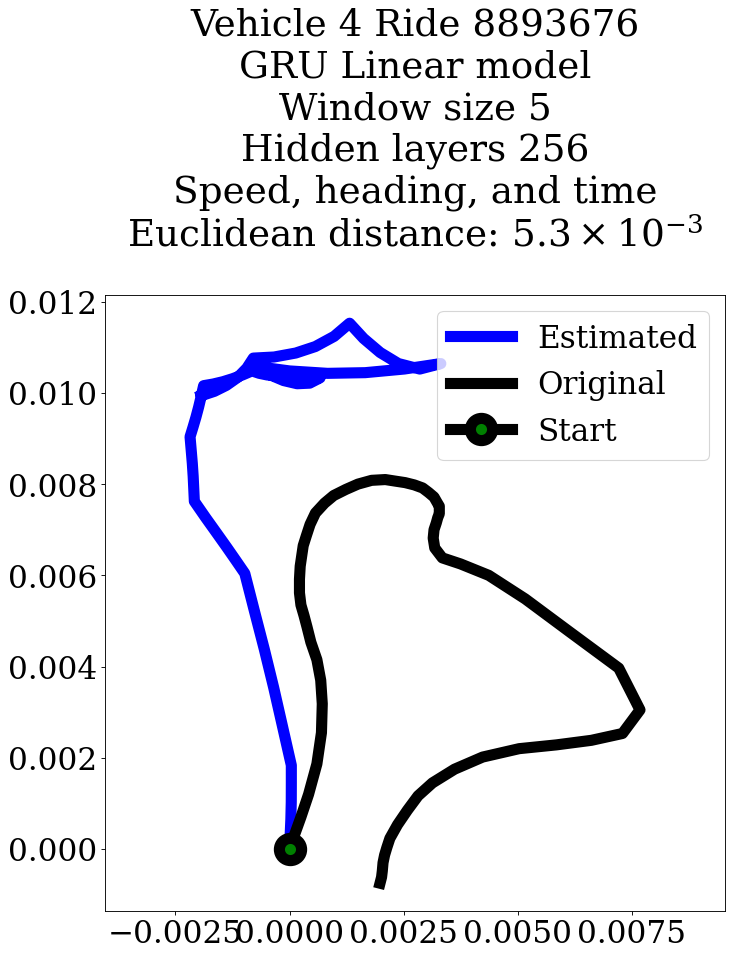 Vehicle 4 Ride 8893676
GRU Linear model
Window size 5
Hidden layers 256
Speed, heading, and time
Euclidean distance: 5.3 × 10⁻³
0.012
0.010
0.008
0.006
0.004
0.002
0.000
Estimated
Original
Start
−0.0025 0.0000 0.0025 0.0050 0.0075